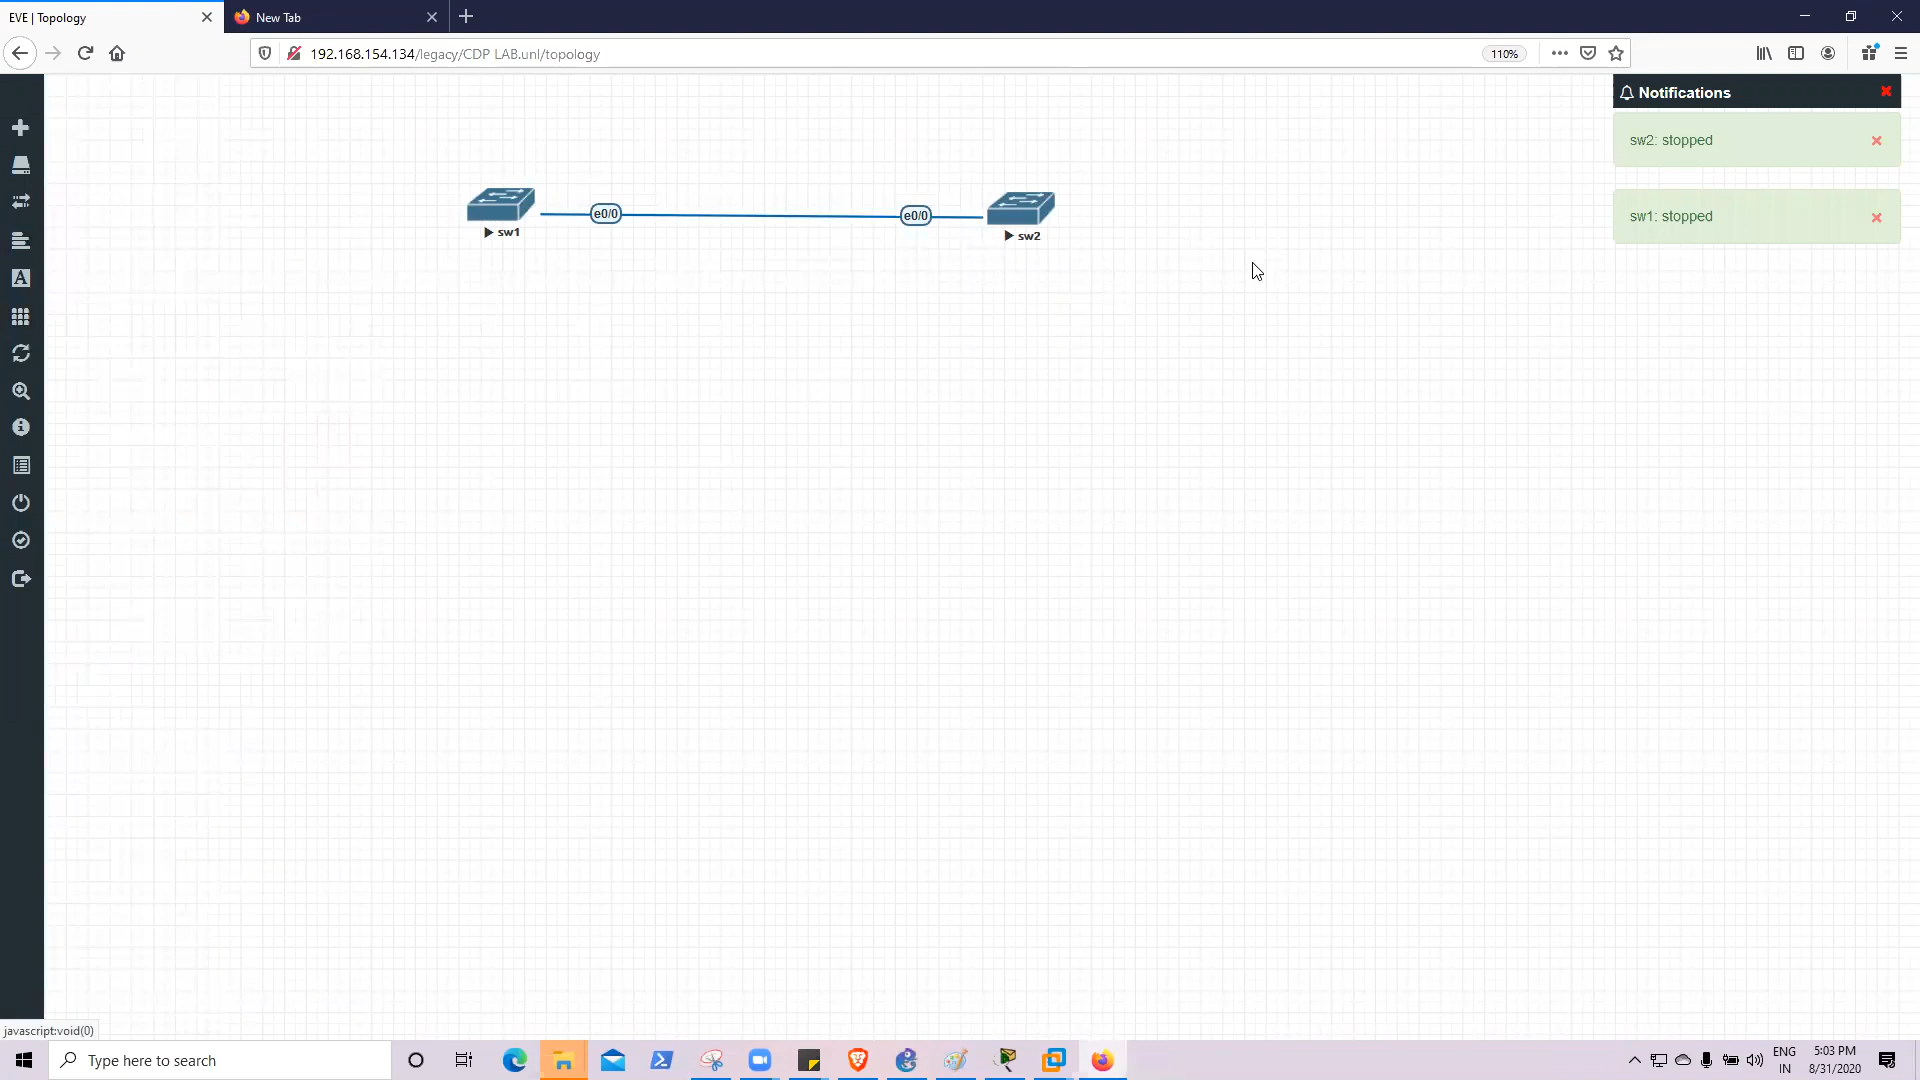 EVE | Topology
New Tab
192.168.154.134/legacy/CDP LAB.unl/topology
110%
Notifications
sw2: stopped
sw1: stopped
e0/0
e0/0
sw1
sw2
A
javascript:void(0)
Type here to search
ENG
IN
5:03 PM
8/31/2020